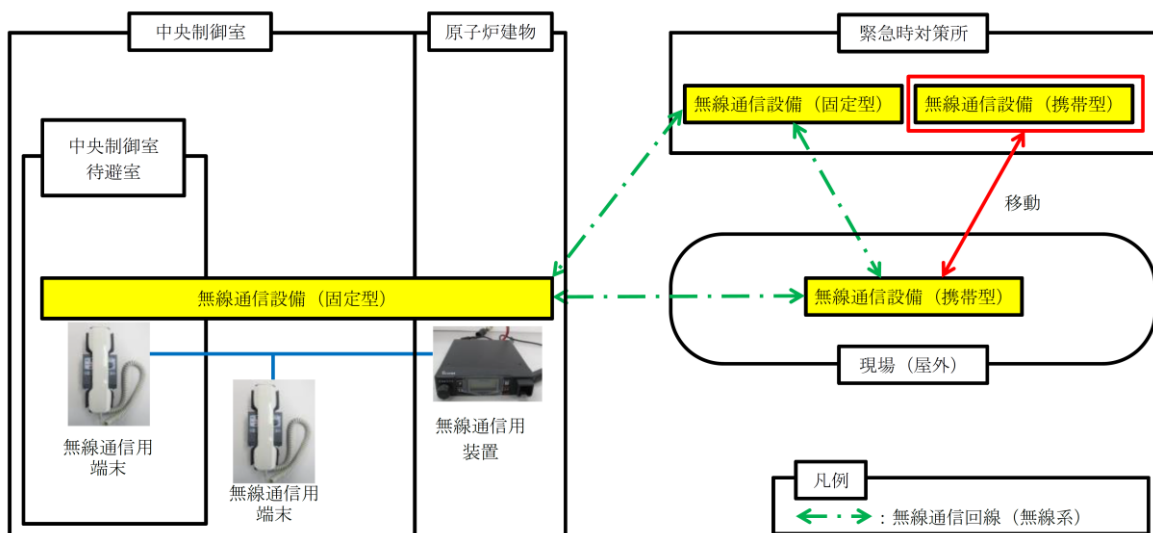 中央制御室
原子炉建物
緊急時対策所
無線通信設備（固定型）
無線通信設備（携帯型）
中央制御室
待避室
移動
無線通信設備（固定型）
無線通信設備（携帯型）
現場（屋外）
無線通信用
端末
無線通信用
端末
無線通信用
装置
凡例
：無線通信回線（無線系）